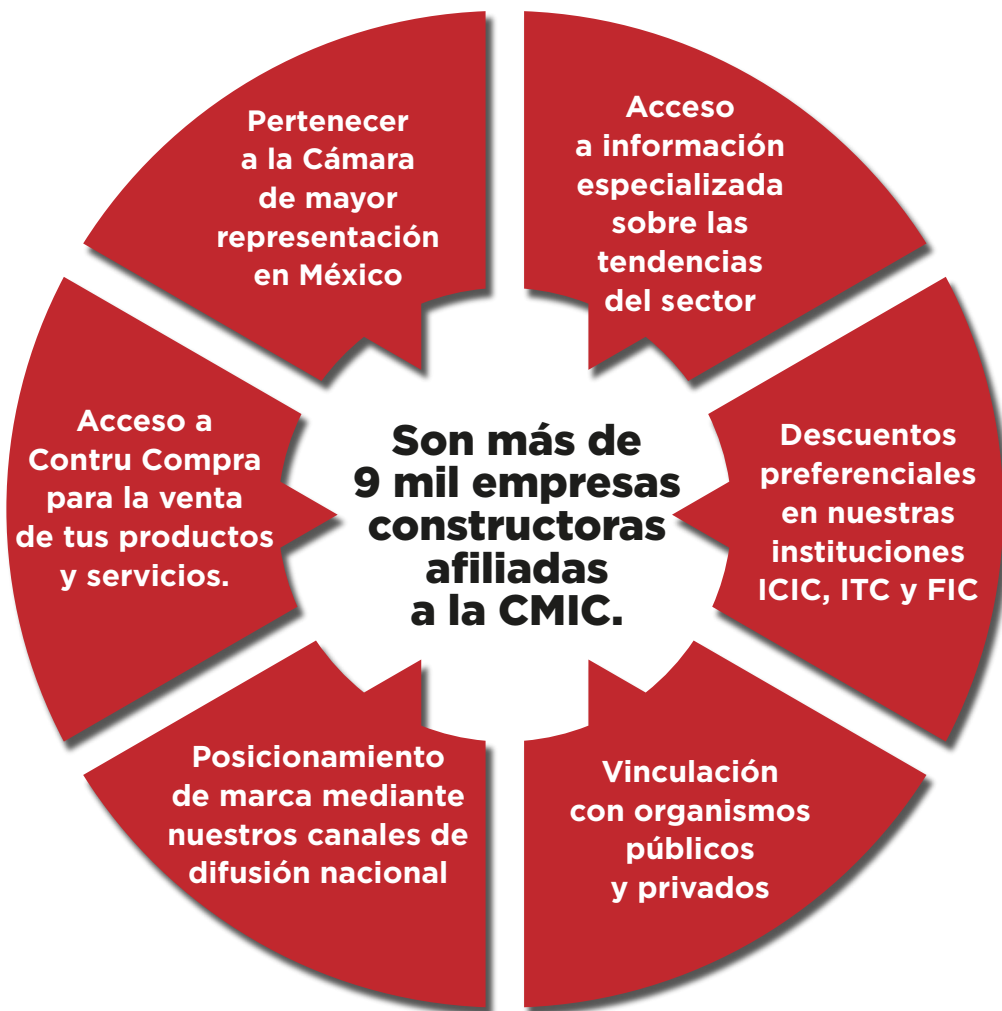 Pertenecer
a la Cámara
de mayor
representación
en México
Acceso
a información
especializada
sobre las
tendencias
del sector
Acceso a
Contru Compra
para la venta
de tus productos
y servicios.
Son más de
9 mil empresas
constructoras
afiliadas
a la CMIC.
Descuentos
preferenciales
en nuestras
instituciones
ICIC, ITC y FIC
Posicionamiento
de marca mediante
nuestros canales de
difusión nacional
Vinculación
con organismos
públicos
y privados